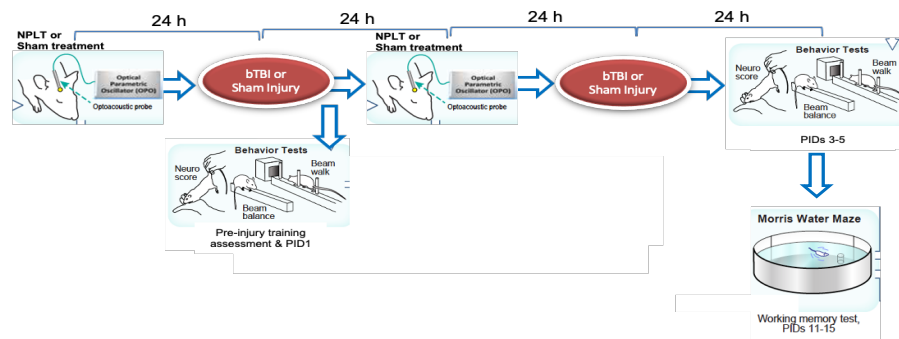 24 h
24 h
24 h
24 h
NPLT or
Sham treatment
Optical
Parametric
Oscillator (OPO)
Optoacoustic probe
bTBI or
Sham Injury
NPLT or
Sham treatment
Optical
Parametric
Oscillator (OPO)
Optoacoustic probe
bTBI or
Sham Injury
Behavior Tests
Neuro
score
Beam
walk
Beam
balance
PIDs 3-5
Behavior Tests
Neuro
score
Beam
walk
Beam
balance
Pre-injury training
assessment & PID1
Morris Water Maze
Working memory test,
PIDs 11-15